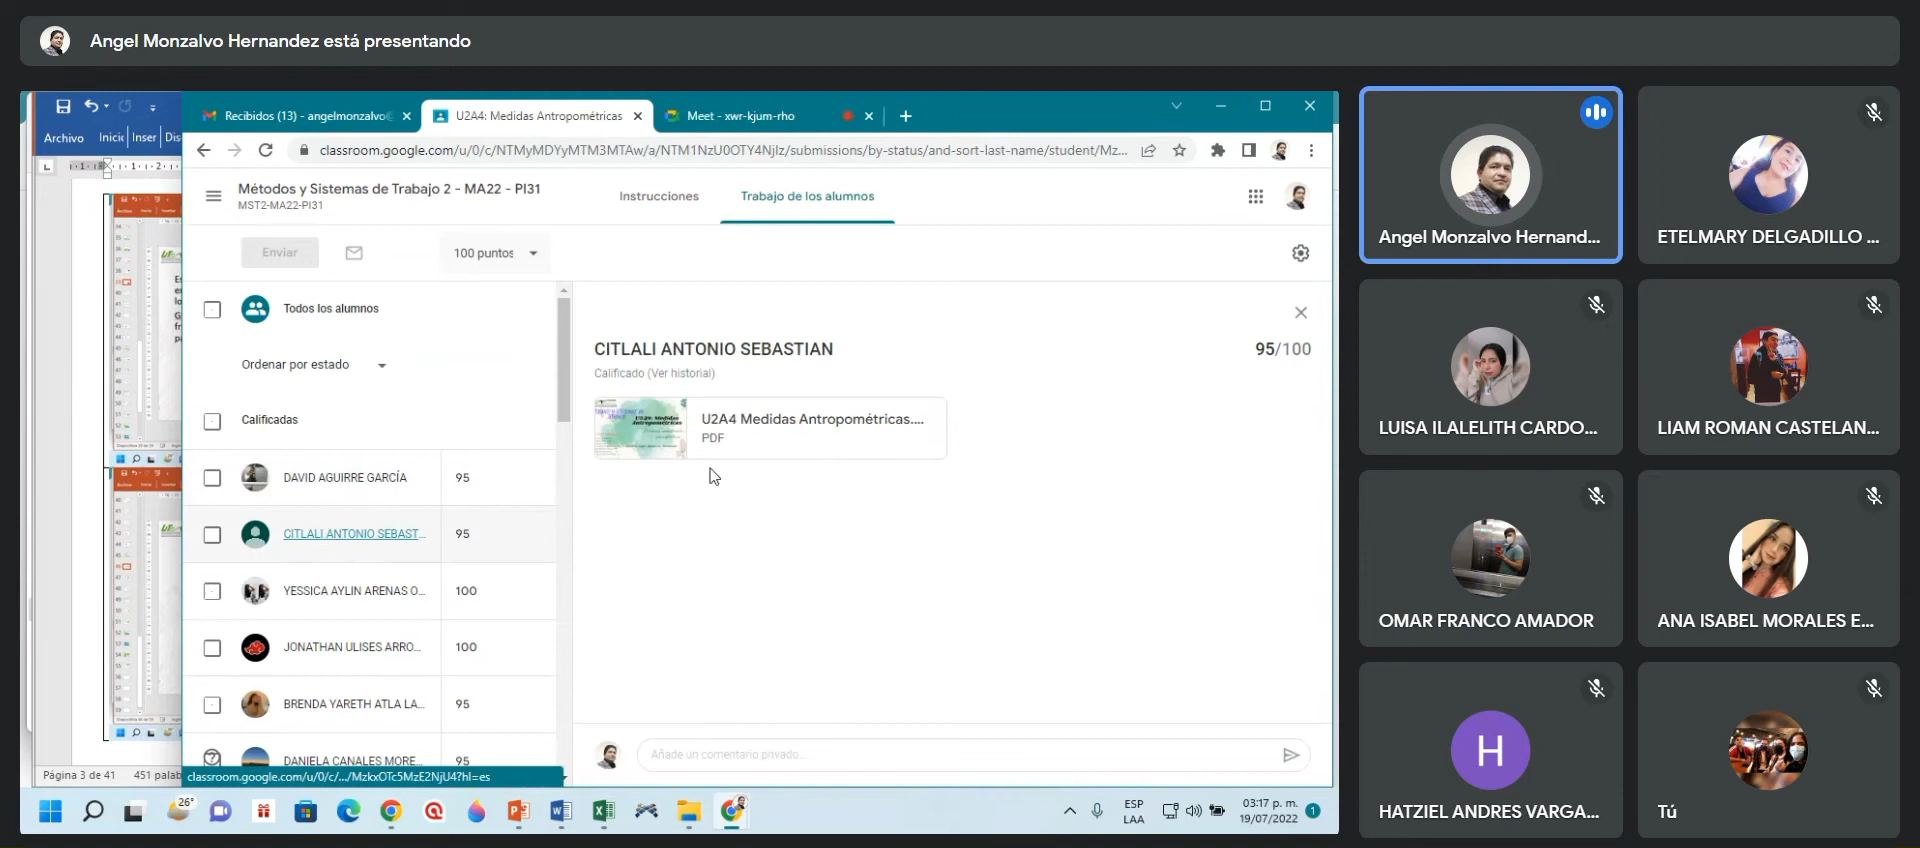 Angel Monzalvo Hernandez está presentando
Archivo
Inicio
Inser
Recibidos (13) - angelmonzalvo@
U2A4: Medidas Antropométricas
Meet - xwr-kjum-rho
classroom.google.com/u/0/c/NTMyMDYyMTM3MTAw/a/NTM1NzU0OTY4Njlz/submissions/by-status/and-sort-last-name/student/Mz...
Métodos y Sistemas de Trabajo 2 - MA22 - PI31
MST2-MA22-PI31
Instrucciones
Trabajo de los alumnos
Enviar
100 puntos
Todos los alumnos
Ordenar por estado
Calificadas
DAVID AGUIRRE GARCÍA 95
CITLALI ANTONIO SEBAST... 95
YESSICA AYLIN ARENAS O... 100
JONATHAN ULISES ARRO... 100
BRENDA YARETH ATLA LA... 95
DANIELA CANALES MORE... 95
classroom.google.com/u/0/c/.../MzkxOTc5MzE2NjU4?hl=es
CITLALI ANTONIO SEBASTIAN
95/100
Calificado (Ver historial)
U2A4 Medidas Antropométricas....
PDF
Añade un comentario privado...
Página 3 de 41
451 palab
26°
ESP
LAA
03:17 p. m.
19/07/2022
1
Angel Monzalvo Hernand...
ETELMARY DELGADILLO ...
LUISA ILALELITH CARDO...
LIAM ROMAN CASTELAN...
OMAR FRANCO AMADOR
ANA ISABEL MORALES E...
H
HATZIEL ANDRES VARGA...
Tú